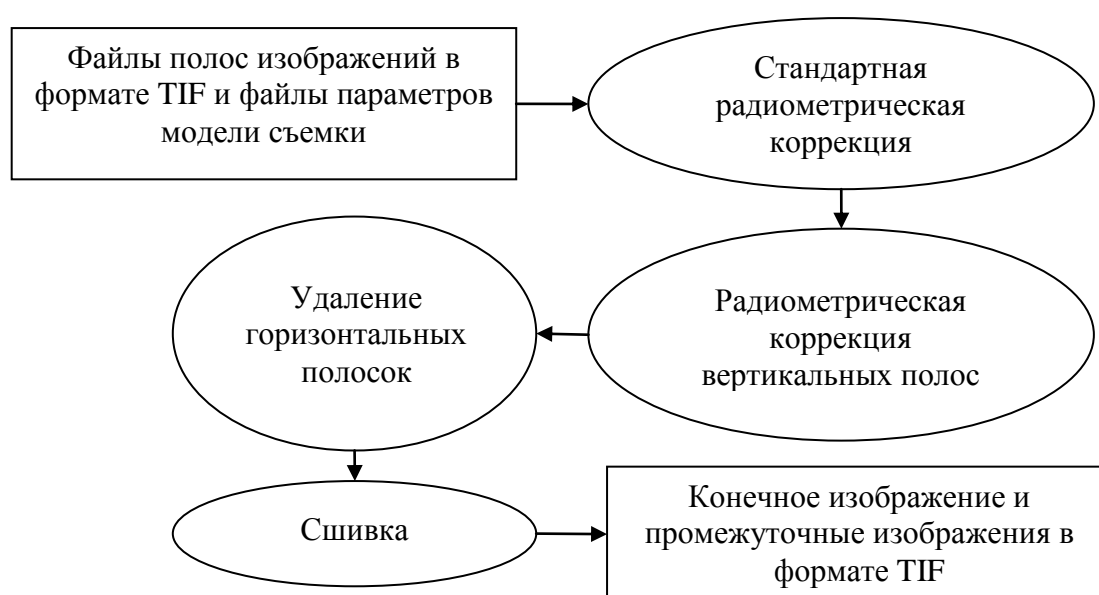 Файлы полос изображений в
формате TIF и файлы параметров
модели съемки
Стандартная
радиометрическая
коррекция
Радиометрическая
коррекция
вертикальных полос
Удаление
горизонтальных
полосок
Сшивка
Конечное изображение и
промежуточные изображения в
формате TIF